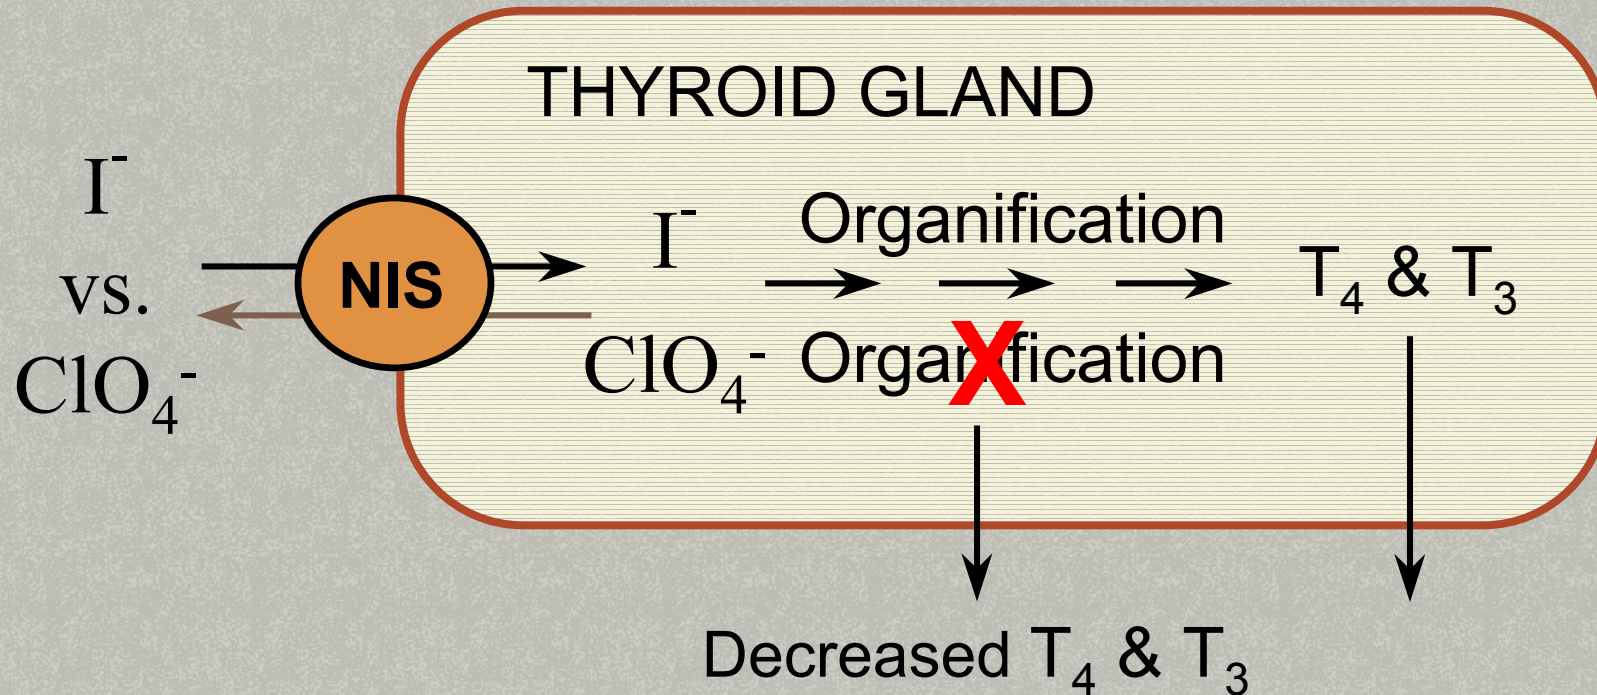 THYROID GLAND
I⁻
vs.
ClO₄⁻
NIS
I⁻
Organification
T₄ & T₃
ClO₄⁻
Organification
X
Decreased T₄ & T₃